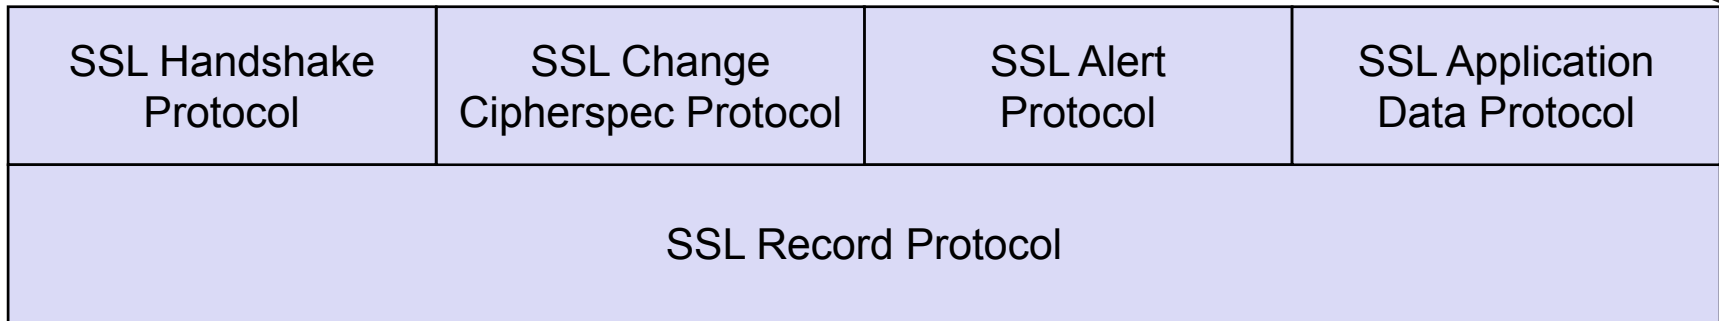 SSL Handshake
Protocol
SSL Change
Cipherspec Protocol
SSL Alert
Protocol
SSL Application
Data Protocol
SSL Record Protocol